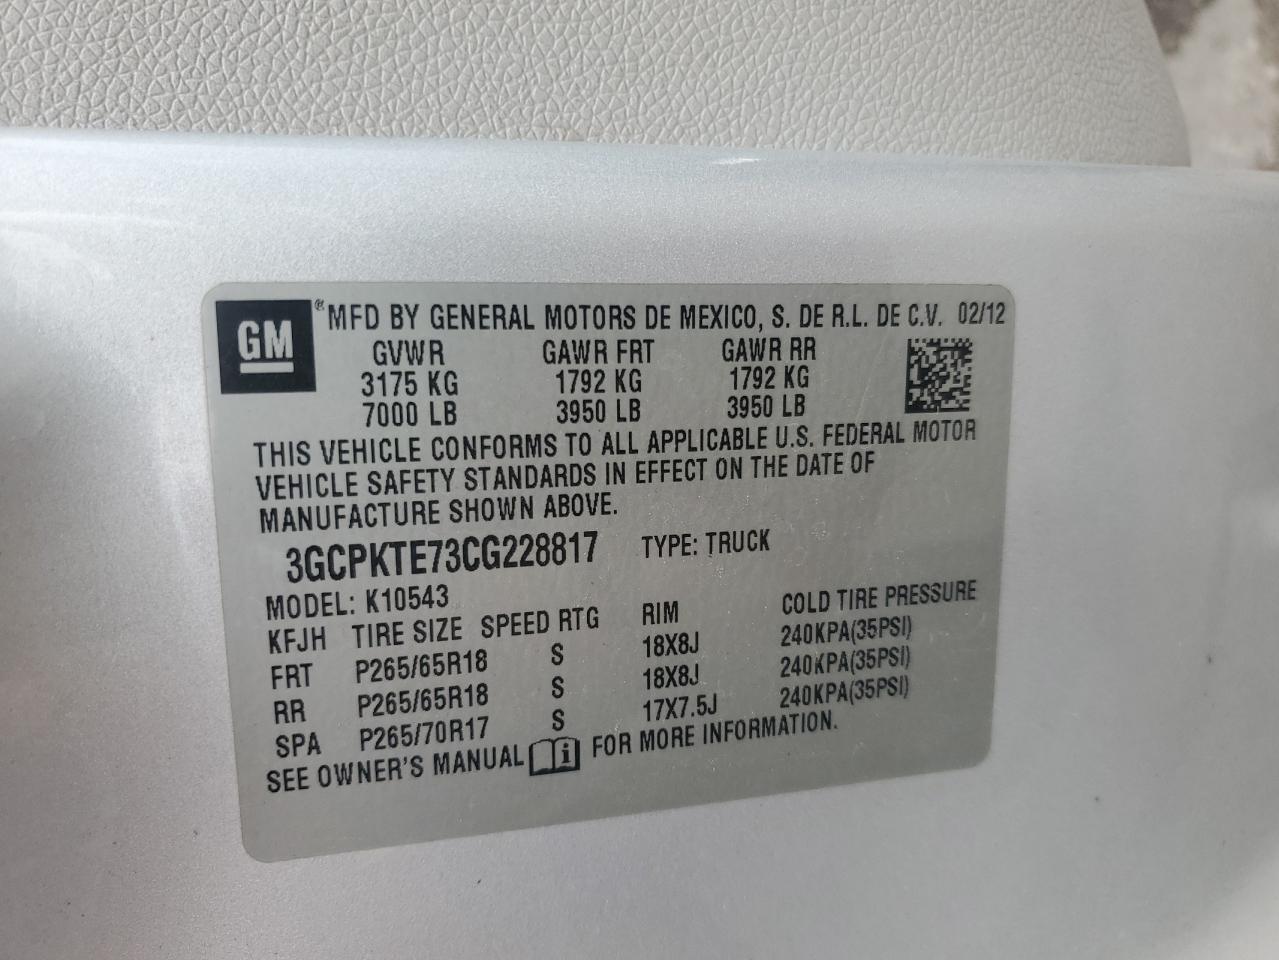 GM ® MFD BY GENERAL MOTORS DE MEXICO, S. DE R.L. DE C.V. 02/12
GVWR GAWR FRT GAWR RR
3175 KG 1792 KG 1792 KG
7000 LB 3950 LB 3950 LB
THIS VEHICLE CONFORMS TO ALL APPLICABLE U.S. FEDERAL MOTOR
VEHICLE SAFETY STANDARDS IN EFFECT ON THE DATE OF
MANUFACTURE SHOWN ABOVE.
3GCPKTE73CG228817 TYPE: TRUCK
MODEL: K10543
KFJH TIRE SIZE SPEED RTG RIM COLD TIRE PRESSURE
FRT P265/65R18 S 18X8J 240KPA(35PSI)
RR P265/65R18 S 18X8J 240KPA(35PSI)
SPA P265/70R17 S 17X7.5J 240KPA(35PSI)
SEE OWNER'S MANUAL i FOR MORE INFORMATION.